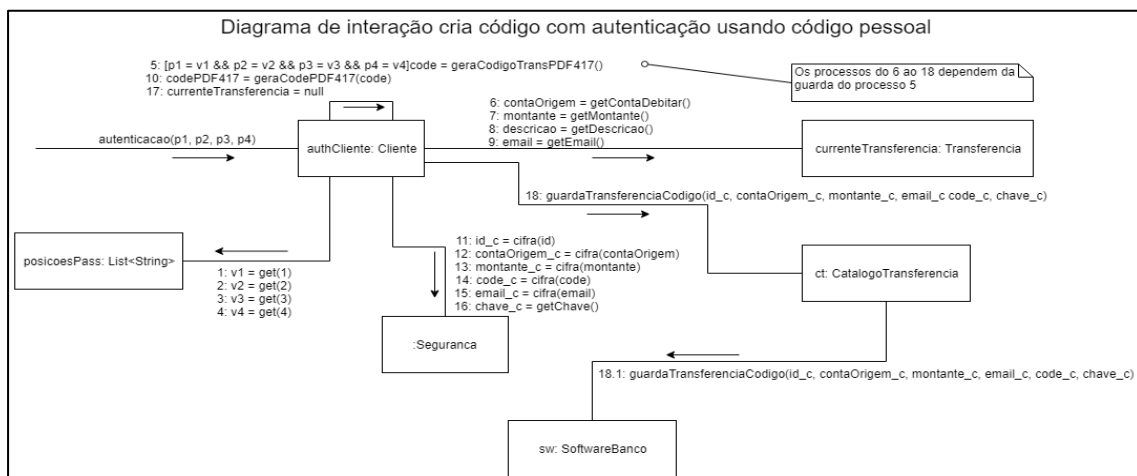 Diagrama de interação cria código com autenticação usando código pessoal
5: [p1 = v1 && p2 = v2 && p3 = v3 && p4 = v4]code = geraCodigoTransPDF417()
10: codePDF417 = geraCodePDF417(code)
17: currenteTransferencia = null
Os processos do 6 ao 18 dependem da
guarda do processo 5
6: contaOrigem = getContaDebitar()
7: montante = getMontante()
8: descricao = getDescricao()
9: email = getEmail()
autenticacao(p1, p2, p3, p4)
authCliente: Cliente
currenteTransferencia: Transferencia
18: guardaTransferenciaCodigo(id_c, contaOrigem_c, montante_c, email_c code_c, chave_c)
posicoesPass: List<String>
1: v1 = get(1)
2: v2 = get(2)
3: v3 = get(3)
4: v4 = get(4)
11: id_c = cifra(id)
12: contaOrigem_c = cifra(contaOrigem)
13: montante_c = cifra(montante)
14: code_c = cifra(code)
15: email_c = cifra(email)
16: chave_c = getChave()
ct: CatalogoTransferencia
:Seguranca
18.1: guardaTransferenciaCodigo(id_c, contaOrigem_c, montante_c, email_c, code_c, chave_c)
sw: SoftwareBanco